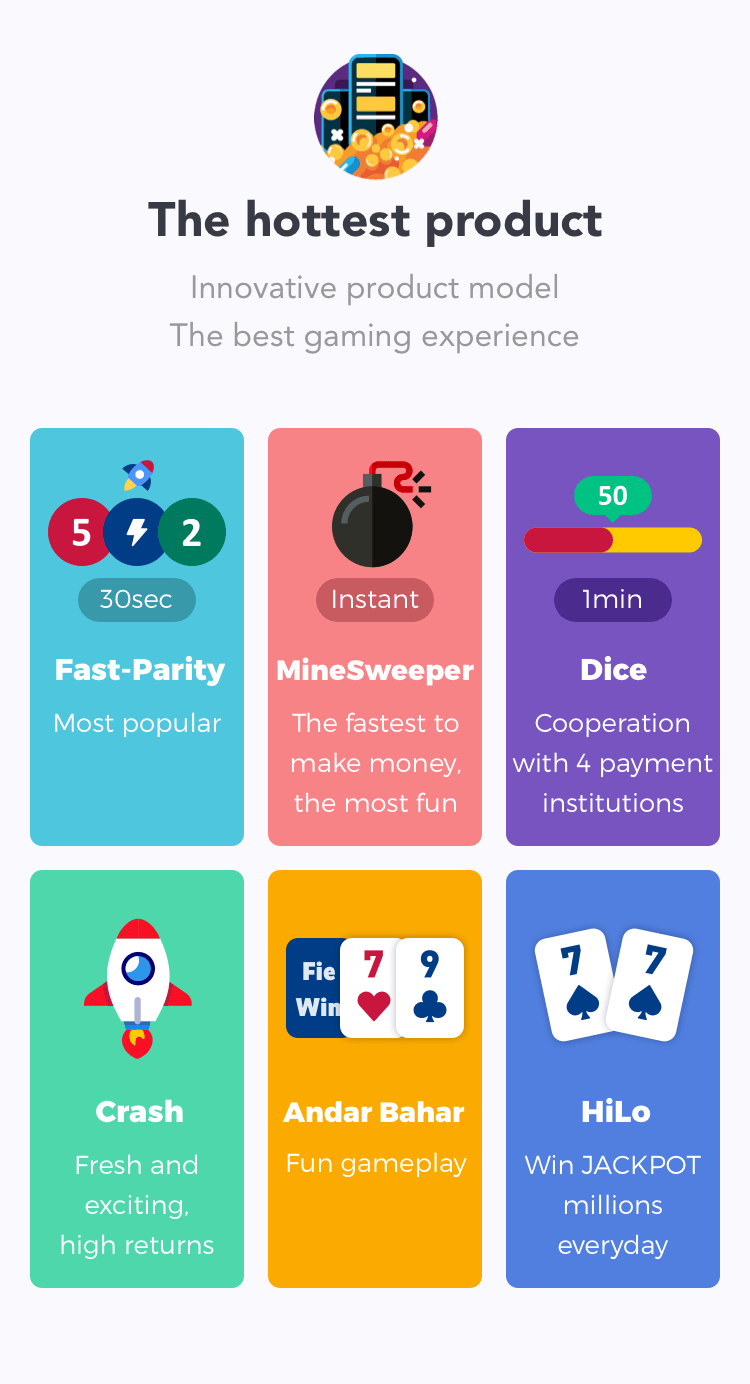 The hottest product
Innovative product model
The best gaming experience
5
2
30sec
Fast-Parity
Most popular
Instant
MineSweeper
The fastest to
make money,
the most fun
50
1min
Dice
Cooperation
with 4 payment
institutions
Crash
Fresh and
exciting,
high returns
Fie
Win
7
9
Andar Bahar
Fun gameplay
7
7
HiLo
Win JACKPOT
millions
everyday